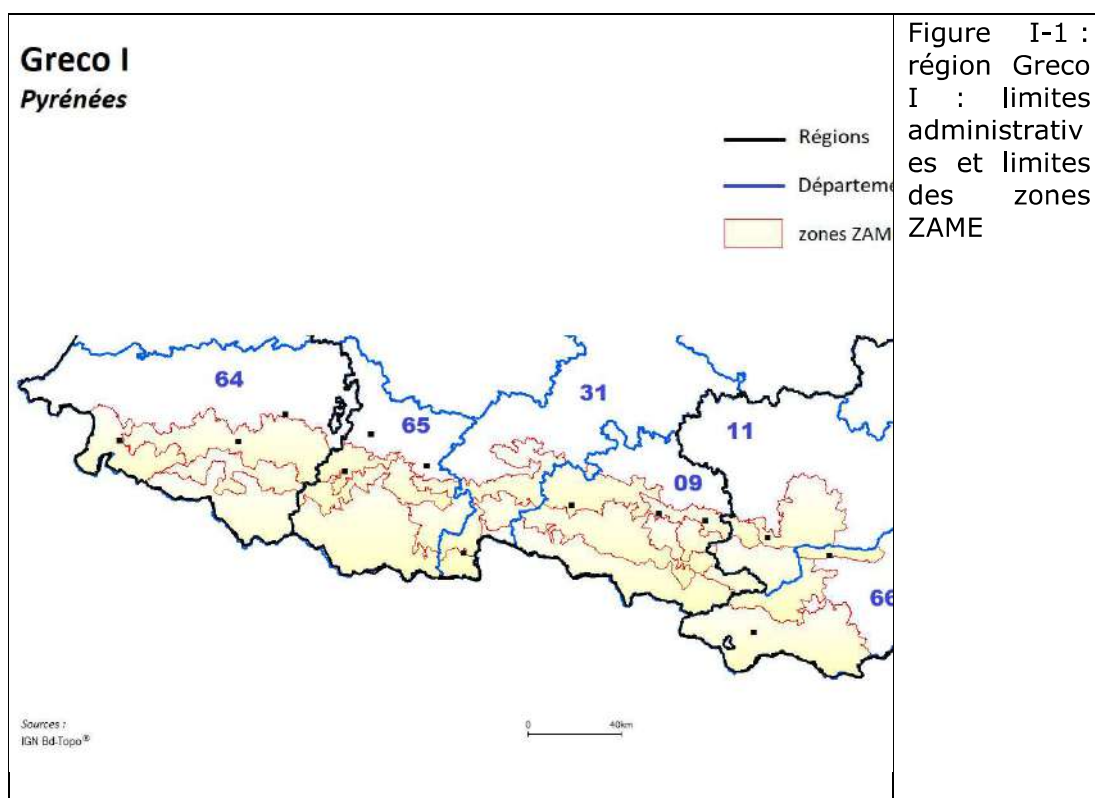 Greco I
Pyrénées
Régions
Départeme
zones ZAM
64
65
31
11
09
66
Sources :
IGN Bd-Topo®
0 40km
Figure I-1 :
région Greco
I : limites
administrativ
es et limites
des zones
ZAME